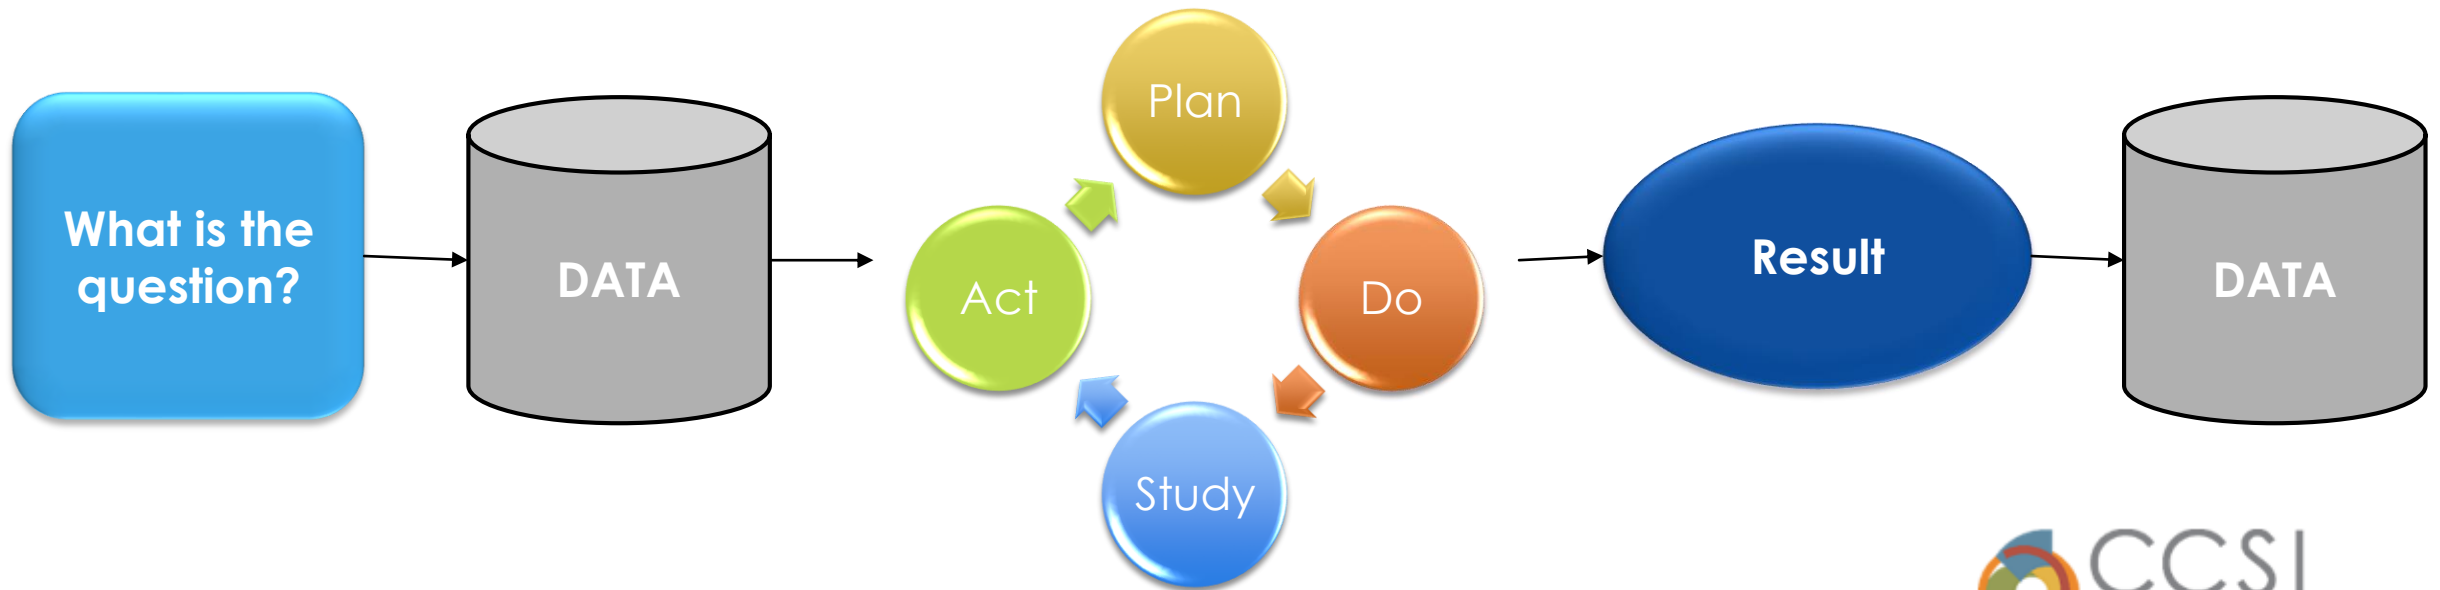 What is the
question?
DATA
Plan
Do
Study
Act
Result
DATA
CCSI